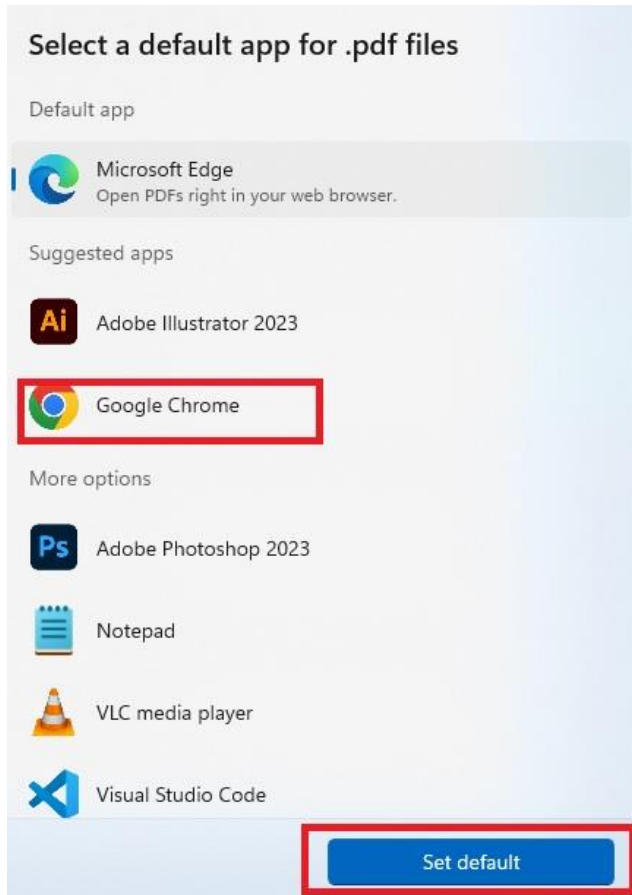 Select a default app for .pdf files
Default app
Microsoft Edge
Open PDFs right in your web browser.
Suggested apps
Ai
Adobe Illustrator 2023
Google Chrome
More options
Ps
Adobe Photoshop 2023
Notepad
VLC media player
Visual Studio Code
Set default